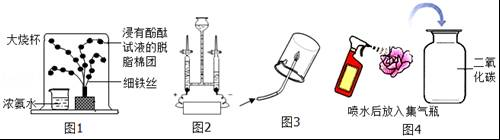 大烧杯
浸有酚酞
试液的脱
脂棉团
细铁丝
浓氨水
图1
+
-
图2
图3
二氧
化碳
喷水后放入集气瓶
图4